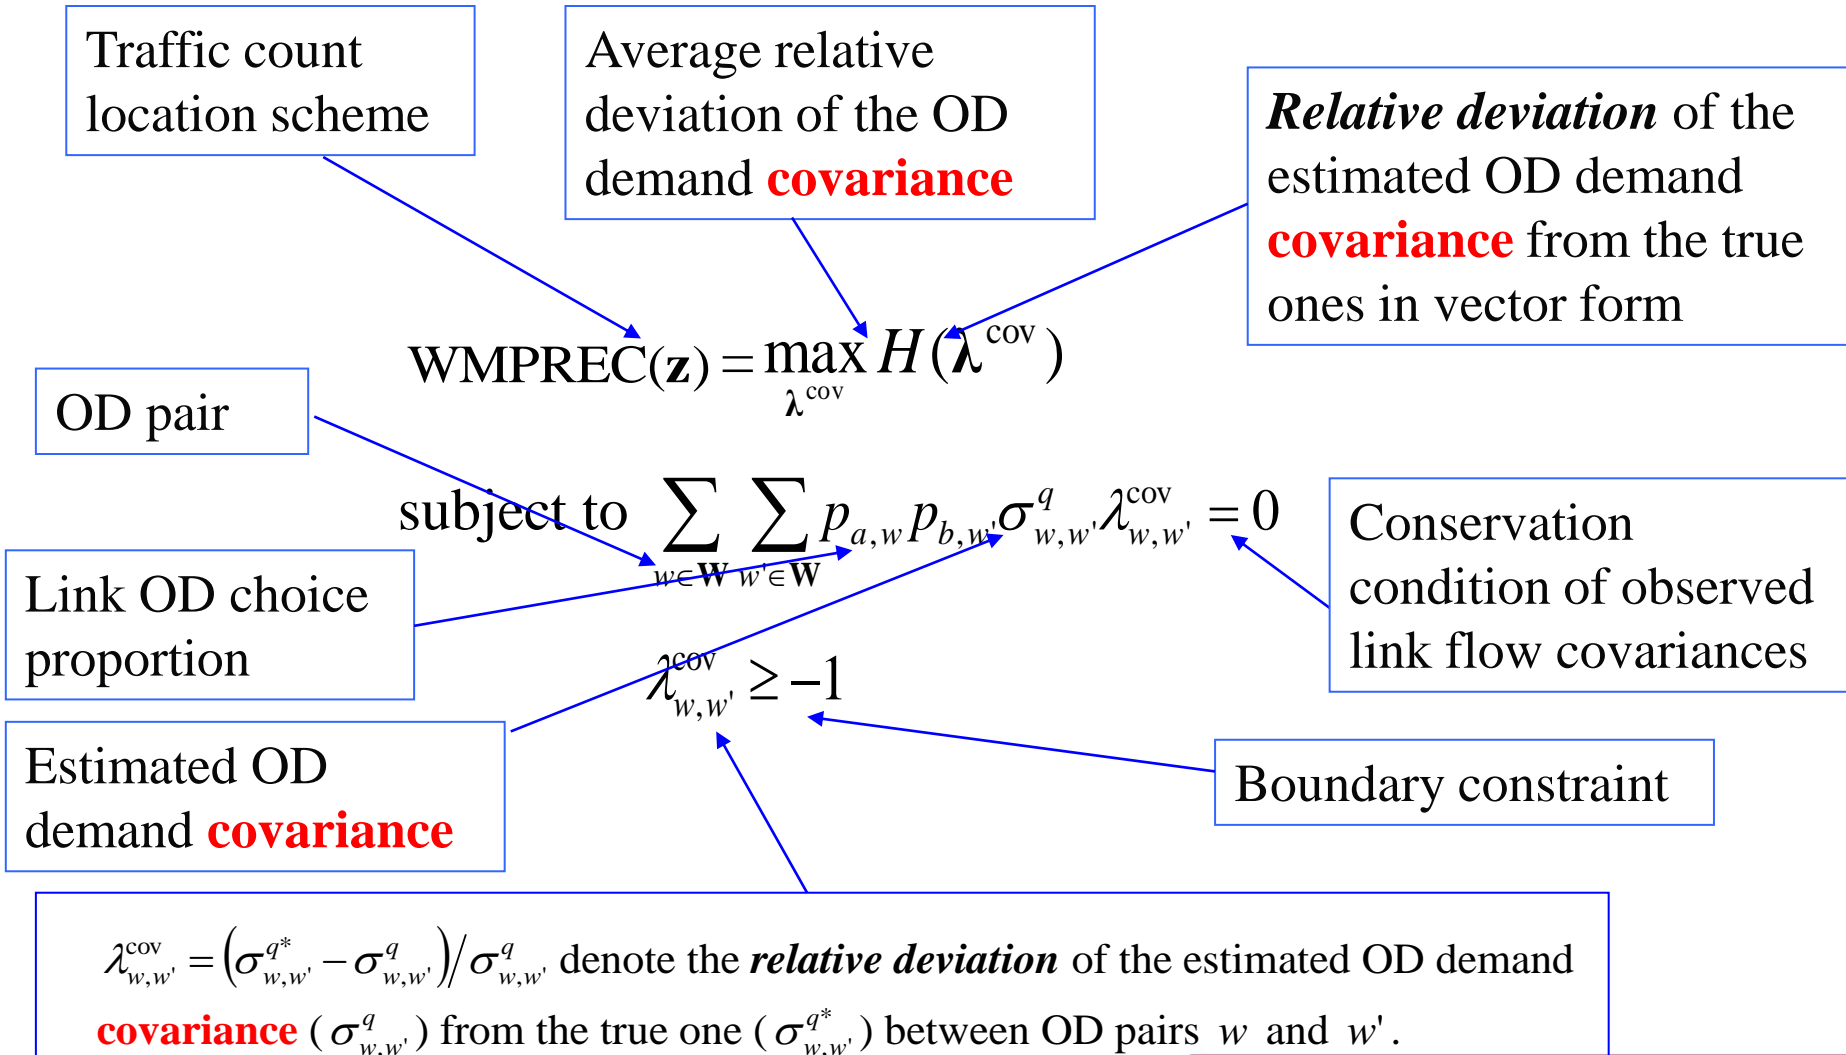 Traffic count
location scheme
Average relative
deviation of the OD
demand covariance
Relative deviation of the
estimated OD demand
covariance from the true
ones in vector form
WMPREC(𝐳) = max H(𝛌^cov)
𝛌^cov
OD pair
subject to ∑_{w∈𝐖} ∑_{w'∈𝐖} p_{a,w} p_{b,w'} σ^q_{w,w'} λ^cov_{w,w'} = 0
Conservation
condition of observed
link flow covariances
Link OD choice
proportion
λ^cov_{w,w'} ≥ −1
Estimated OD
demand covariance
Boundary constraint
λ^cov_{w,w'} = (σ^{q*}_{w,w'} − σ^q_{w,w'})/σ^q_{w,w'} denote the relative deviation of the estimated OD demand
covariance (σ^q_{w,w'}) from the true one (σ^{q*}_{w,w'}) between OD pairs w and w'.